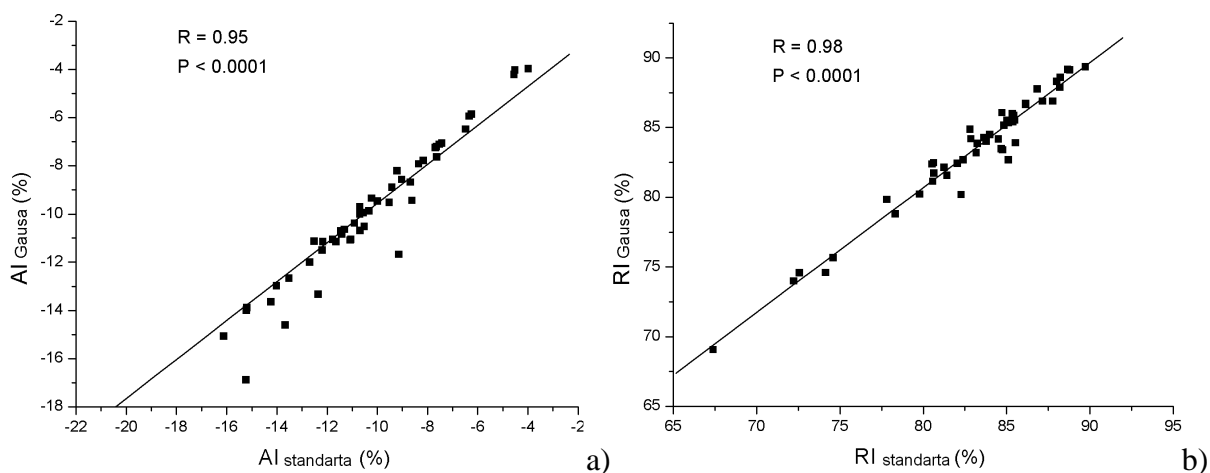 R = 0.95
P < 0.0001
-2
-4
-6
-8
-10
-12
-14
-16
-18
AI Gausa (%)
-22 -20 -18 -16 -14 -12 -10 -8 -6 -4 -2
AI standarta (%)
a)
R = 0.98
P < 0.0001
90
85
80
75
70
65
RI Gausa (%)
65 70 75 80 85 90 95
RI standarta (%)
b)